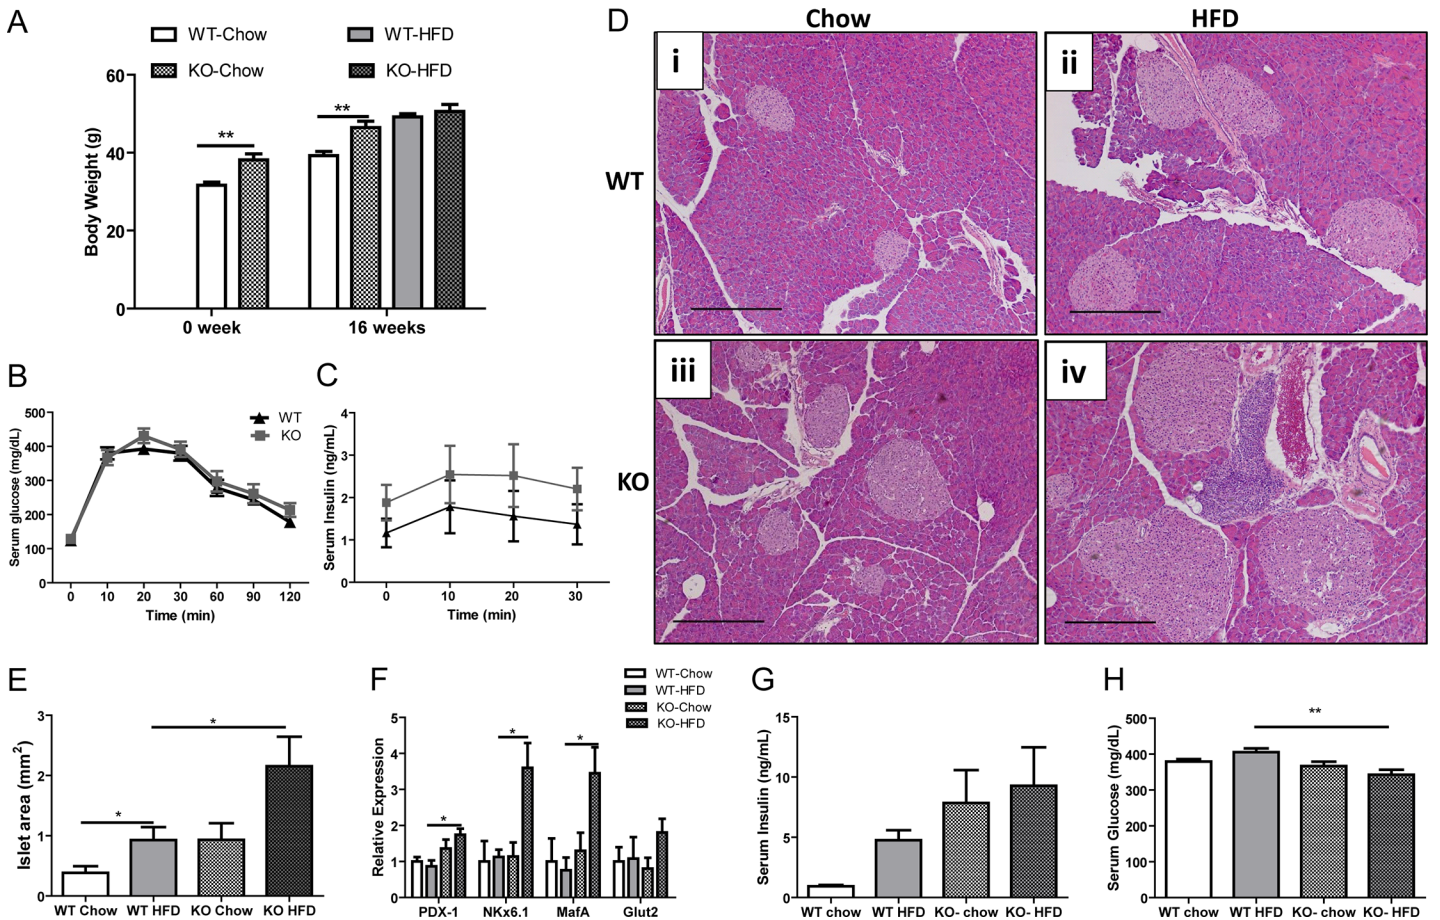 A
WT-Chow
WT-HFD
KO-Chow
KO-HFD
Body Weight (g)
60
40
20
0
**
**
0 week
16 weeks
B
Serum glucose (mg/dL)
500
400
300
200
100
0
WT
KO
0 10 20 30 60 90 120
Time (min)
C
Serum Insulin (ng/mL)
4
3
2
1
0
0 10 20 30
Time (min)
D
Chow
HFD
WT
KO
i
ii
iii
iv
E
Islet area (mm2)
3
2
1
0
*
*
WT Chow WT HFD KO Chow KO HFD
F
WT-Chow
WT-HFD
KO-Chow
KO-HFD
Relative Expression
5
4
3
2
1
0
*
*
*
PDX-1 NKx6.1 MafA Glut2
G
Serum Insulin (ng/mL)
15
10
5
0
WT chow WT HFD KO- chow KO- HFD
H
Serum Glucose (mg/dL)
500
400
300
200
100
0
**
WT chow WT HFD KO- chow KO- HFD